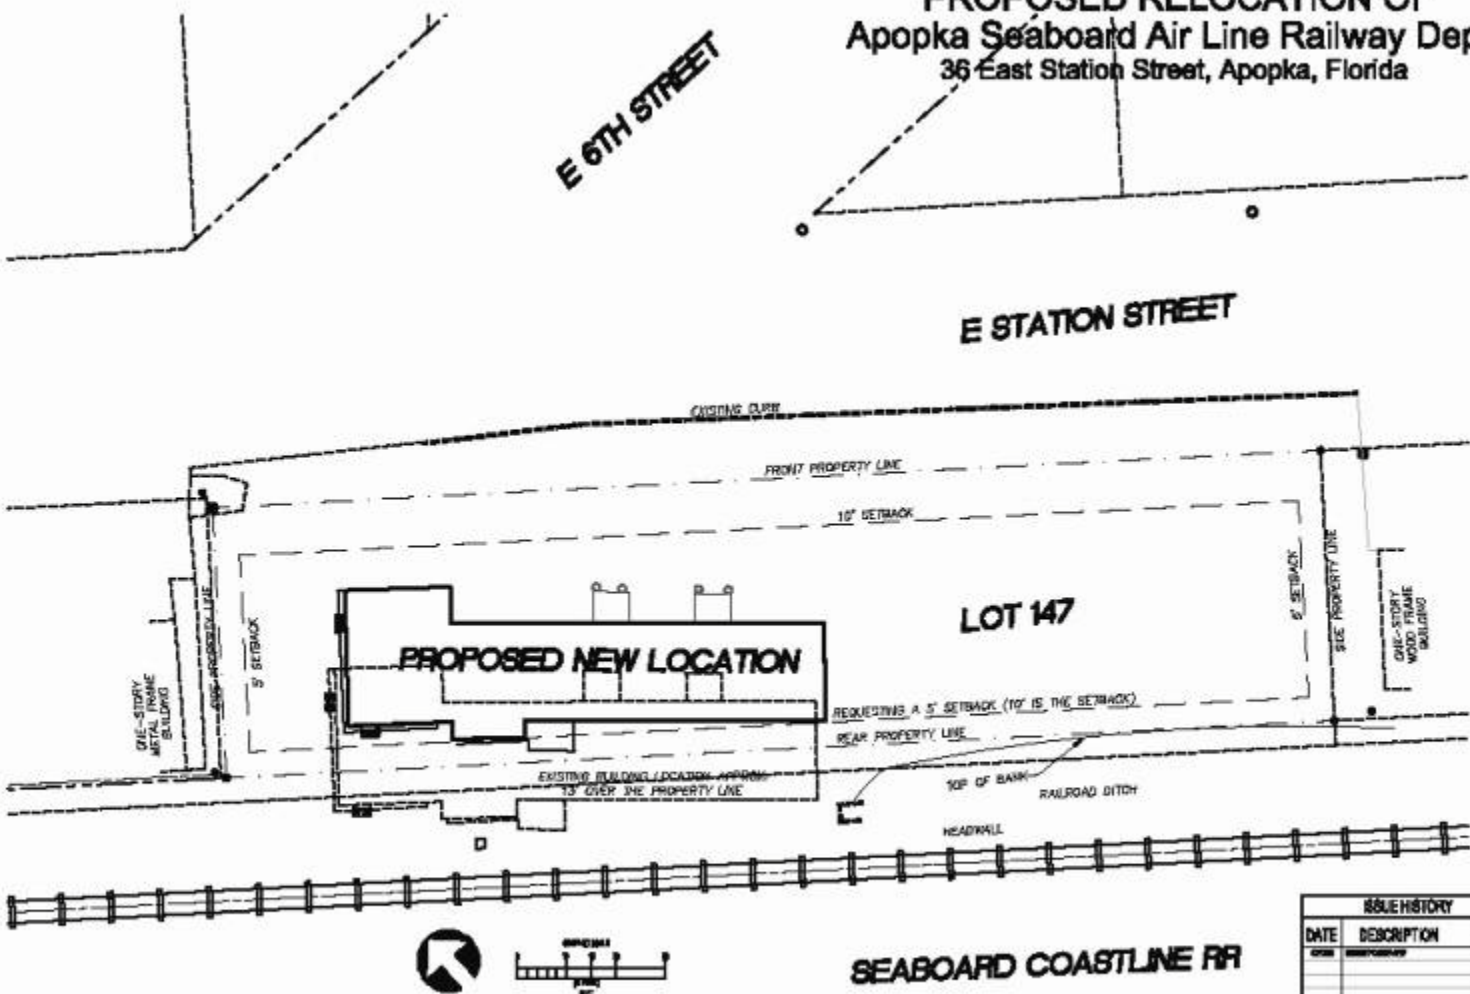 PROPOSED RELOCATION OF
Apopka Seaboard Air Line Railway Dep
36 East Station Street, Apopka, Florida
E 6TH STREET
E STATION STREET
EXISTING CURB
FRONT PROPERTY LINE
10' SETBACK
LOT 147
PROPOSED NEW LOCATION
5' SETBACK
SIDE PROPERTY LINE
ONE-STORY
METAL FRAME
BUILDING
5' SETBACK
SIDE PROPERTY LINE
ONE-STORY
WOOD FRAME
BUILDING
REQUESTING A 5' SETBACK (10' IS THE SETBACK)
REAR PROPERTY LINE
EXISTING BUILDING LOCATION APPROX
13' OVER THE PROPERTY LINE
TOP OF BANK
RAILROAD DITCH
HEADWALL
SEABOARD COASTLINE RR
ISSUE HISTORY
DATE DESCRIPTION